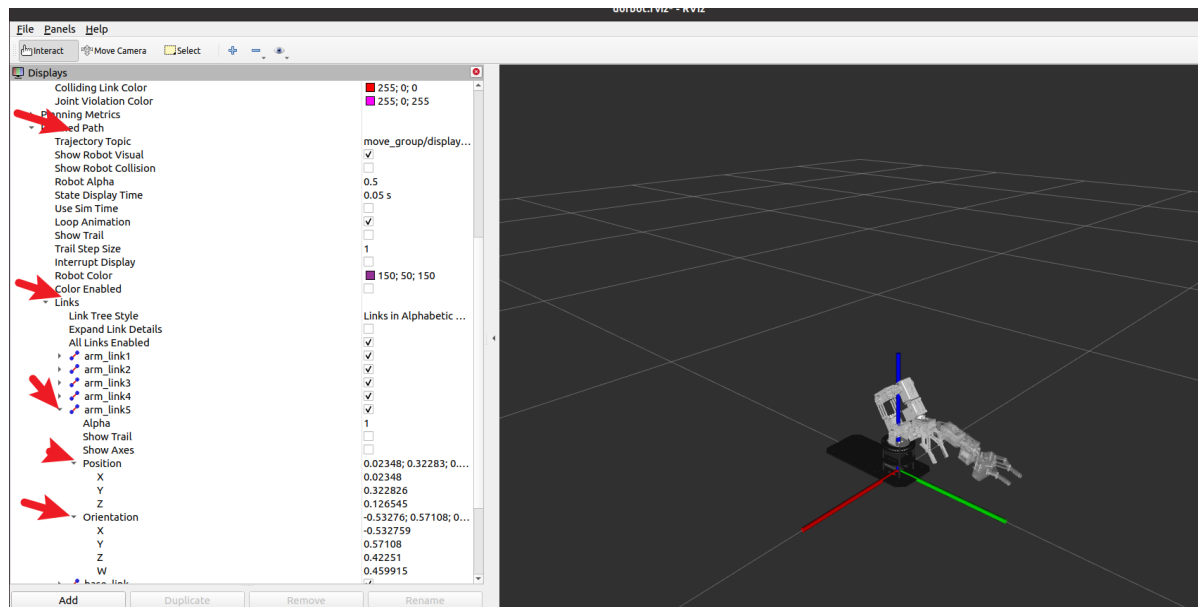 dofbot.rviz* - RViz
File Panels Help
Interact Move Camera Select
Displays
Colliding Link Color 255; 0; 0
Joint Violation Color 255; 0; 255
Planning Metrics
Path
Trajectory Topic move_group/display...
Show Robot Visual
Show Robot Collision
Robot Alpha 0.5
State Display Time 0.05 s
Use Sim Time
Loop Animation
Show Trail
Trail Step Size 1
Interrupt Display
Robot Color 150; 50; 150
Color Enabled
Links
Link Tree Style Links in Alphabetic ...
Expand Link Details
All Links Enabled
arm_link1
arm_link2
arm_link3
arm_link4
arm_link5
Alpha 1
Show Trail
Show Axes
Position 0.02348; 0.32283; 0....
X 0.02348
Y 0.322826
Z 0.126545
Orientation -0.53276; 0.57108; 0...
X -0.532759
Y 0.57108
Z 0.42251
W 0.459915
base_link
Add Duplicate Remove Rename